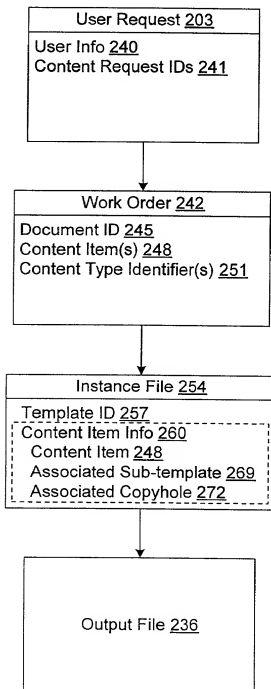 User Request 203
User Info 240
Content Request IDs 241
Work Order 242
Document ID 245
Content Item(s) 248
Content Type Identifier(s) 251
Instance File 254
Template ID 257
Content Item Info 260
Content Item 248
Associated Sub-template 269
Associated Copyhole 272
Output File 236